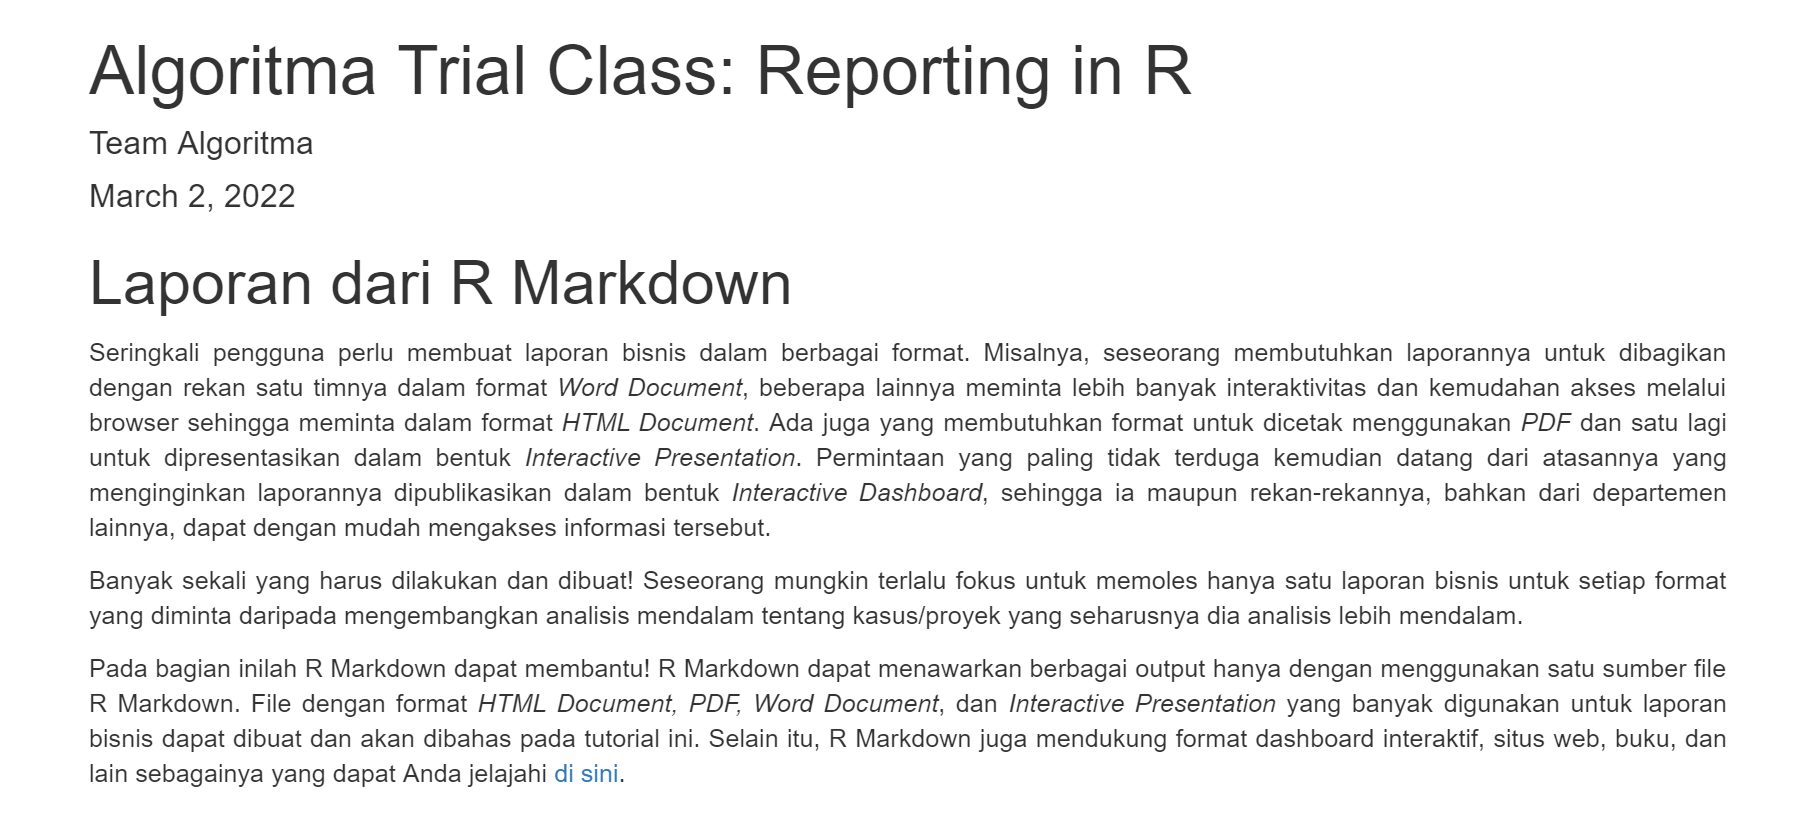 Algoritma Trial Class: Reporting in R
Team Algoritma
March 2, 2022
Laporan dari R Markdown
Seringkali pengguna perlu membuat laporan bisnis dalam berbagai format. Misalnya, seseorang membutuhkan laporannya untuk dibagikan
dengan rekan satu timnya dalam format Word Document, beberapa lainnya meminta lebih banyak interaktivitas dan kemudahan akses melalui
browser sehingga meminta dalam format HTML Document. Ada juga yang membutuhkan format untuk dicetak menggunakan PDF dan satu lagi
untuk dipresentasikan dalam bentuk Interactive Presentation. Permintaan yang paling tidak terduga kemudian datang dari atasannya yang
menginginkan laporannya dipublikasikan dalam bentuk Interactive Dashboard, sehingga ia maupun rekan-rekannya, bahkan dari departemen
lainnya, dapat dengan mudah mengakses informasi tersebut.
Banyak sekali yang harus dilakukan dan dibuat! Seseorang mungkin terlalu fokus untuk memoles hanya satu laporan bisnis untuk setiap format
yang diminta daripada mengembangkan analisis mendalam tentang kasus/proyek yang seharusnya dia analisis lebih mendalam.
Pada bagian inilah R Markdown dapat membantu! R Markdown dapat menawarkan berbagai output hanya dengan menggunakan satu sumber file
R Markdown. File dengan format HTML Document, PDF, Word Document, dan Interactive Presentation yang banyak digunakan untuk laporan
bisnis dapat dibuat dan akan dibahas pada tutorial ini. Selain itu, R Markdown juga mendukung format dashboard interaktif, situs web, buku, dan
lain sebagainya yang dapat Anda jelajahi di sini.